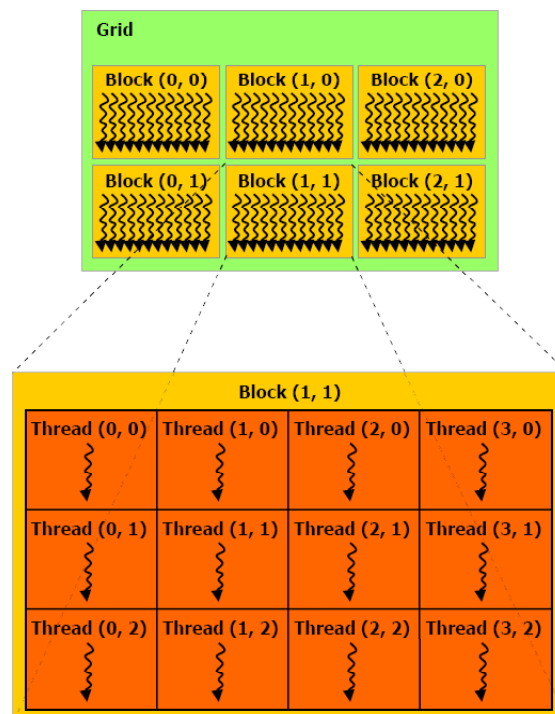 Grid
Block (0, 0) Block (1, 0) Block (2, 0)
Block (0, 1) Block (1, 1) Block (2, 1)
Block (1, 1)
Thread (0, 0) Thread (1, 0) Thread (2, 0) Thread (3, 0)
Thread (0, 1) Thread (1, 1) Thread (2, 1) Thread (3, 1)
Thread (0, 2) Thread (1, 2) Thread (2, 2) Thread (3, 2)